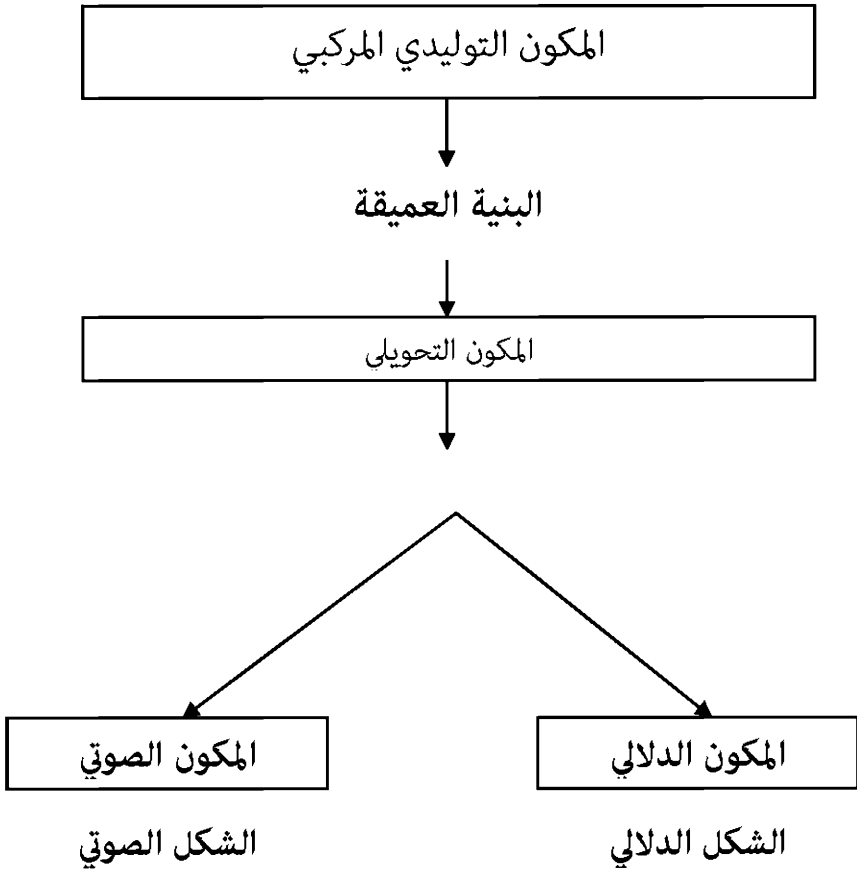 المكون التوليدي المركبي
البنية العميقة
المكون التحويلي
المكون الدلالي
المكون الصوتي
الشكل الدلالي
الشكل الصوتي